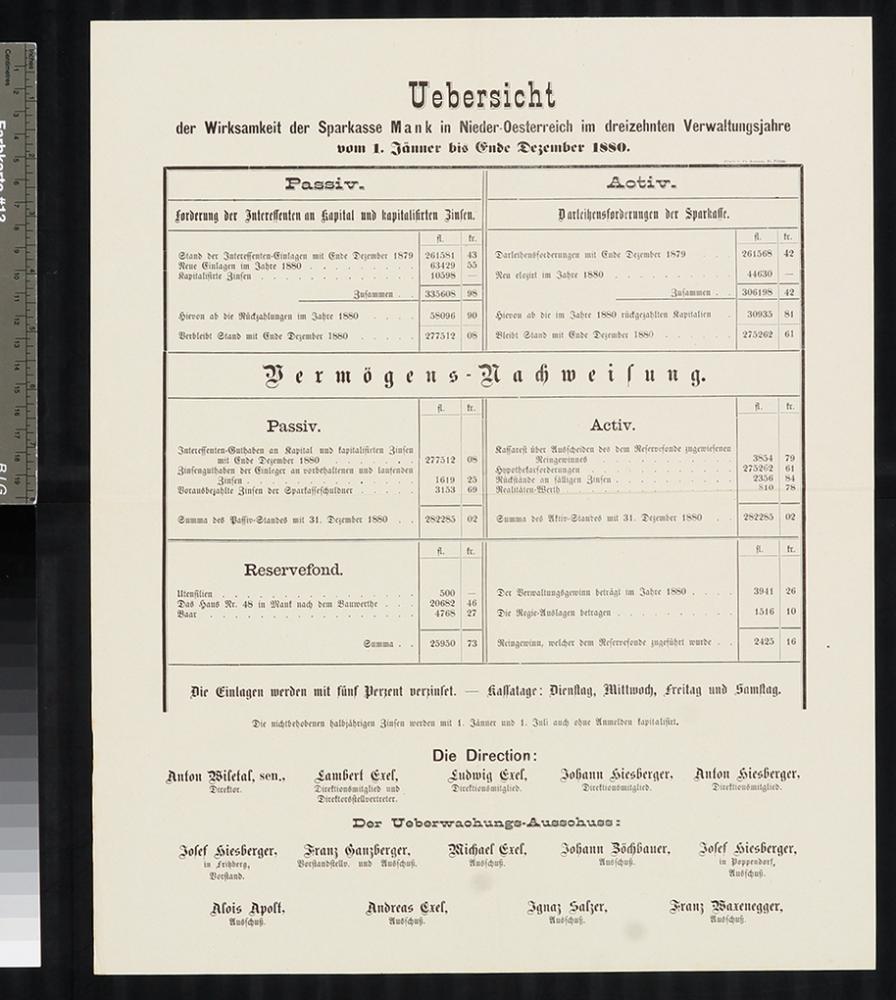 Centimetres
Inches
Farbkarte #13
B.I.G.
Uebersicht
der Wirksamkeit der Sparkasse Mank in Nieder-Oesterreich im dreizehnten Verwaltungsjahre
vom 1. Jänner bis Ende Dezember 1880.
Passiv.
Forderung der Interessenten an Kapital und kapitalisirten Zinsen.
fl. kr.
Stand der Interessenten-Einlagen mit Ende Dezember 1879 261581 43
Neue Einlagen im Jahre 1880 63429 55
Kapitalisirte Zinsen 10598 —
Zusammen 335608 98
Hievon ab die Rückzahlungen im Jahre 1880 58096 90
Verbleibt Stand mit Ende Dezember 1880 277512 08
Activ.
Darleihensforderungen der Sparkasse.
fl. kr.
Darleihensforderungen mit Ende Dezember 1879 261568 42
Neu elozirt im Jahre 1880 44630 —
Zusammen 306198 42
Hievon ab die im Jahre 1880 rückgezahlten Kapitalien 30935 81
Bleibt Stand mit Ende Dezember 1880 275262 61
Vermögens-Nachweisung.
Passiv.
fl. kr.
Interessenten-Guthaben an Kapital und kapitalisirten Zinsen
mit Ende Dezember 1880 277512 08
Zinsenguthaben der Einleger an vorbehaltenen und laufenden
Zinsen 1619 25
Vorausbezahlte Zinsen der Sparkasseschuldner 3153 69
Summa des Passiv-Standes mit 31. Dezember 1880 282285 02
Activ.
fl. kr.
Kassarest über Ausscheiden des dem Reservefonde zugewiesenen
Reingewinnes 3854 79
Hypothekarforderungen 275262 61
Rückstände an fälligen Zinsen 2356 84
Realitäten-Werth 810 78
Summa des Aktiv-Standes mit 31. Dezember 1880 282285 02
Reservefond.
fl. kr.
Utensilien 500 —
Das Haus Nr. 48 in Mank nach dem Bauwerthe 20682 46
Baar 4768 27
Summa 25950 73
fl. kr.
Der Verwaltungsgewinn beträgt im Jahre 1880 3941 26
Die Regie-Auslagen betragen 1516 10
Reingewinn, welcher dem Reservefonde zugeführt wurde 2425 16
Die Einlagen werden mit fünf Perzent verzinset. — Kassatage: Dienstag, Mittwoch, Freitag und Samstag.
Die nichtbehobenen halbjährigen Zinsen werden mit 1. Jänner und 1. Juli auch ohne Anmelden kapitalisirt.
Die Direction:
Anton Wiletal, sen., Lambert Exel, Ludwig Exel, Johann Hiesberger, Anton Hiesberger,
Direktor. Direktionsmitglied und Direktionsmitglied. Direktionsmitglied. Direktionsmitglied.
Direktorsstellvertreter.
Der Ueberwachungs-Ausschuss:
Josef Hiesberger, Franz Ganzberger, Michael Exel, Johann Zöchbauer, Josef Hiesberger,
in Fritzberg, Vorstandstellv. und Ausschuß. Ausschuß. Ausschuß. in Poppendorf,
Vorstand. Ausschuß.
Alois Apolt, Andreas Exel, Ignaz Salzer, Franz Waxenegger,
Ausschuß. Ausschuß. Ausschuß. Ausschuß.